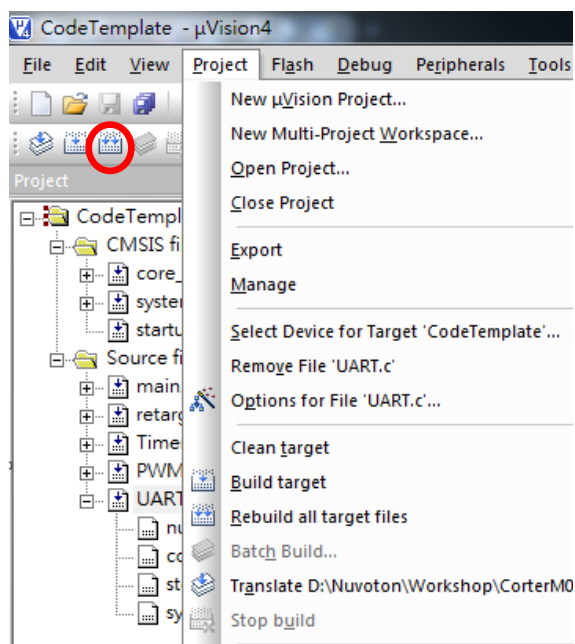 CodeTemplate - µVision4
File Edit View Project Flash Debug Peripherals Tools
New µVision Project...
New Multi-Project Workspace...
Open Project...
Close Project
Export
Manage
Select Device for Target 'CodeTemplate'...
Remove File 'UART.c'
Options for File 'UART.c'...
Clean target
Build target
Rebuild all target files
Batch Build...
Translate D:\Nuvoton\Workshop\CorterM0
Stop build
Project
CodeTempl
CMSIS fi
core_
system
startu
Source fi
main.
retarg
Timer
PWM
UART
nu
co
st
sy